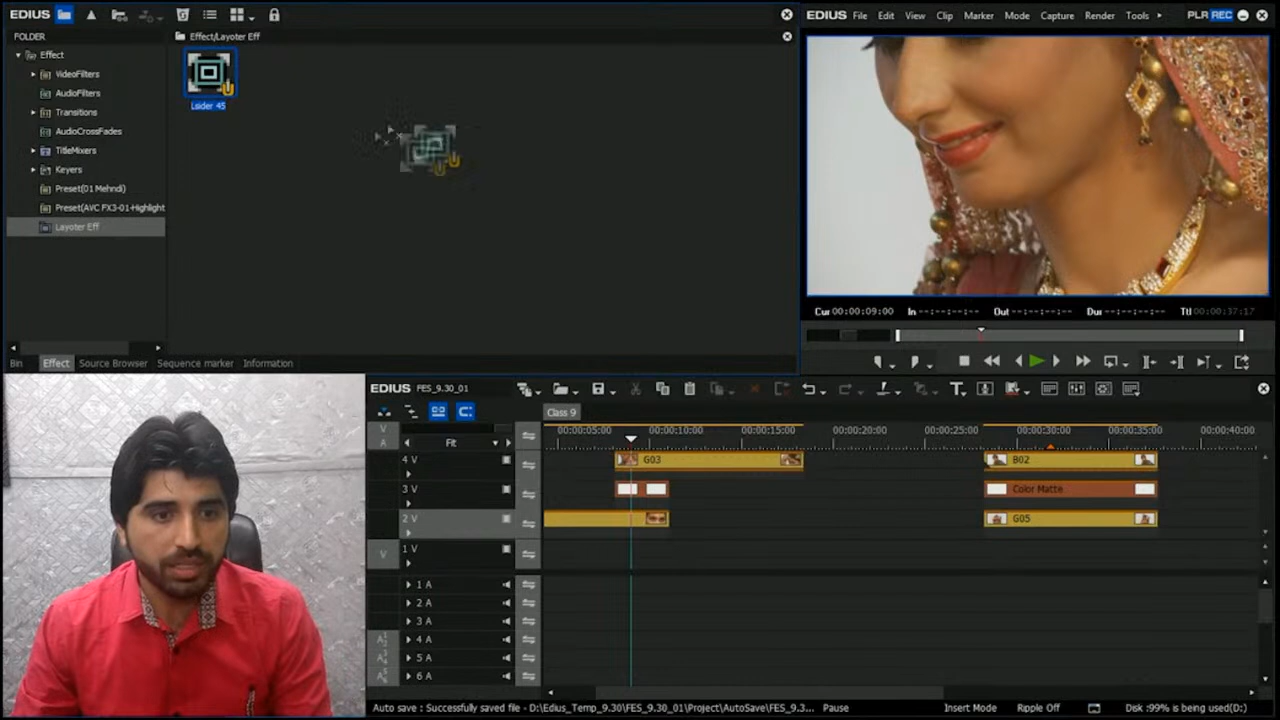 EDIUS
FOLDER
Effect
VideoFilters
AudioFilters
Transitions
AudioCrossFades
TitleMixers
Keyers
Preset(01 Mehndi)
Preset(AVC FX3-01-Highlight
Layoter Eff
Effect/Layoter Eff
Lsider 45
U
Bin Effect Source Browser Sequence marker Information
EDIUS File Edit View Clip Marker Mode Capture Render Tools PLR REC
Cur 00:00:09:00 In --:--:--:-- Out --:--:--:-- Dur --:--:--:-- Ttl 00:00:37:17
EDIUS FES_9.30_01
Class 9
V
A
Fit
00:00:05:00 00:00:10:00 00:00:15:00 00:00:20:00 00:00:25:00 00:00:30:00 00:00:35:00 00:00:40:00
4 V G03 B02
3 V Color Matte
2 V G05
V 1 V
1 A
2 A
3 A
4 A
5 A
6 A
Auto save : Successfully saved file - D:\Edius_Temp_9.30\FES_9.30_01\Project\AutoSave\FES_9.3... Pause Insert Mode Ripple Off Disk :99% is being used(D:)